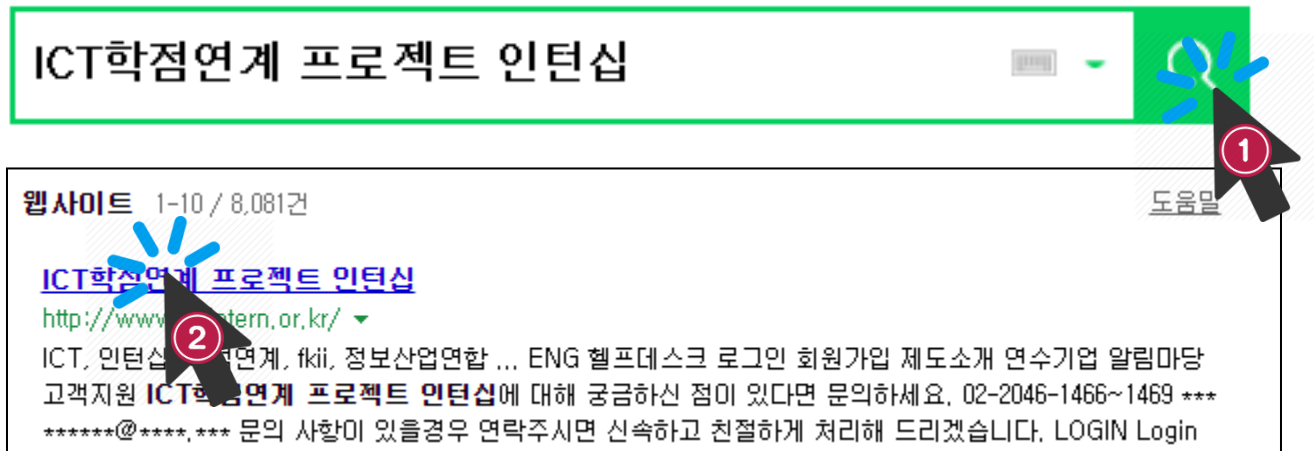 ICT학점연계 프로젝트 인턴십
1
웹사이트 1-10 / 8,081건 도움말
ICT학점연계 프로젝트 인턴십
http://www. tern.or.kr/
2
ICT, 인턴십 연계, fkii, 정보산업연합 ... ENG 헬프데스크 로그인 회원가입 제도소개 연수기업 알림마당
고객지원 ICT학점연계 프로젝트 인턴십에 대해 궁금하신 점이 있다면 문의하세요. 02-2046-1466~1469 ***
******@****.*** 문의 사항이 있을경우 연락주시면 신속하고 친절하게 처리해 드리겠습니다. LOGIN Login